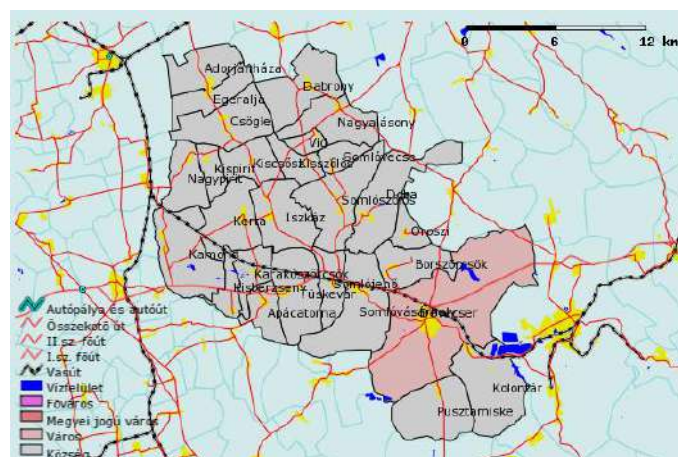 0 6 12 km
Adorjánháza
Dabrony
Egeralja
Csögle
Nagyalásony
Vid
Kispirit
Kiscsősz
Kisszőlős
Nagypirit
Doba
Somlószőlős
Iszkáz
Kerta
Oroszi
Kamond
Borszörcsök
Karakószörcsök
Kisberzseny
Somlójenő
Tüskevár
Apácatorna
Somlóvásárhely
Devecser
Kolontár
Pusztamiske
Autópálya és autóút
Összekötő út
II.sz. főút
I.sz. főút
Vasút
Vízfelület
Főváros
Megyei jogú város
Város
Község